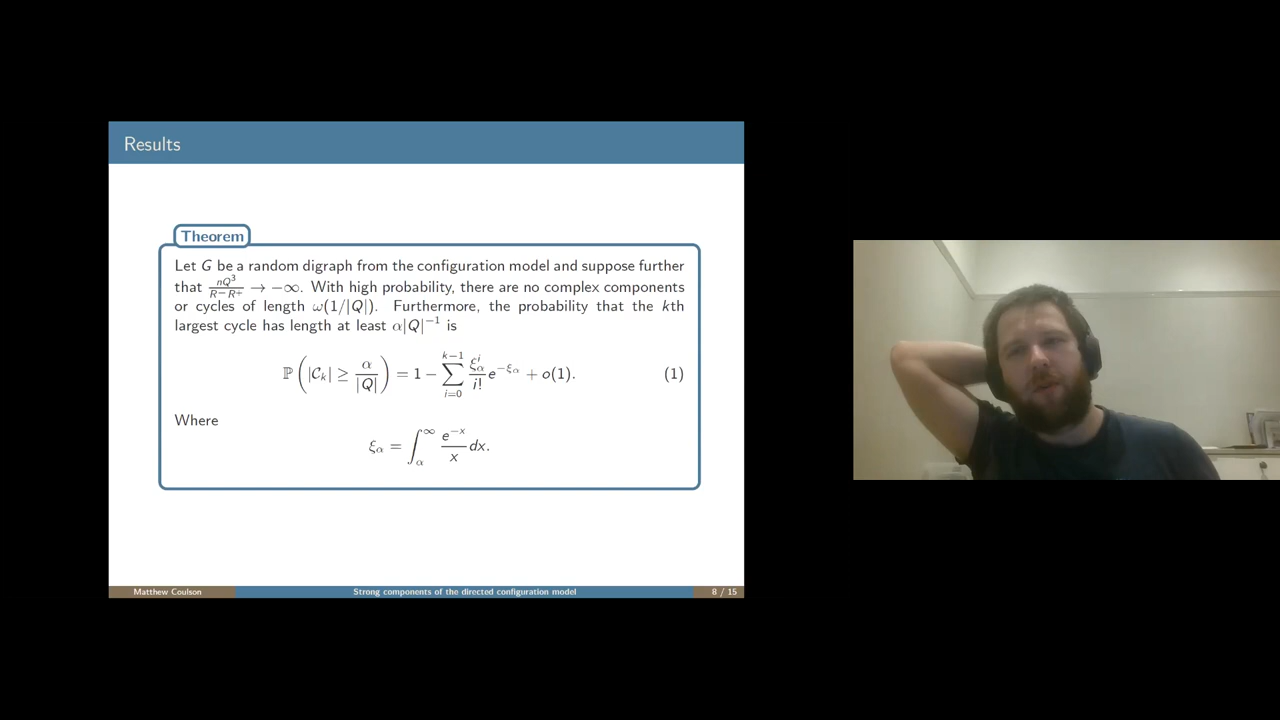 Results
Theorem
Let G be a random digraph from the configuration model and suppose further
that nQ³/R⁻R⁺ → −∞. With high probability, there are no complex components
or cycles of length ω(1/|Q|). Furthermore, the probability that the kth
largest cycle has length at least α|Q|⁻¹ is
ℙ(|𝒞ₖ| ≥ α/|Q|) = 1 − ∑_{i=0}^{k−1} ξ_α^i/i! e^{−ξ_α} + o(1). (1)
Where
ξ_α = ∫_α^∞ e^{−x}/x dx.
Matthew Coulson Strong components of the directed configuration model 8 / 15